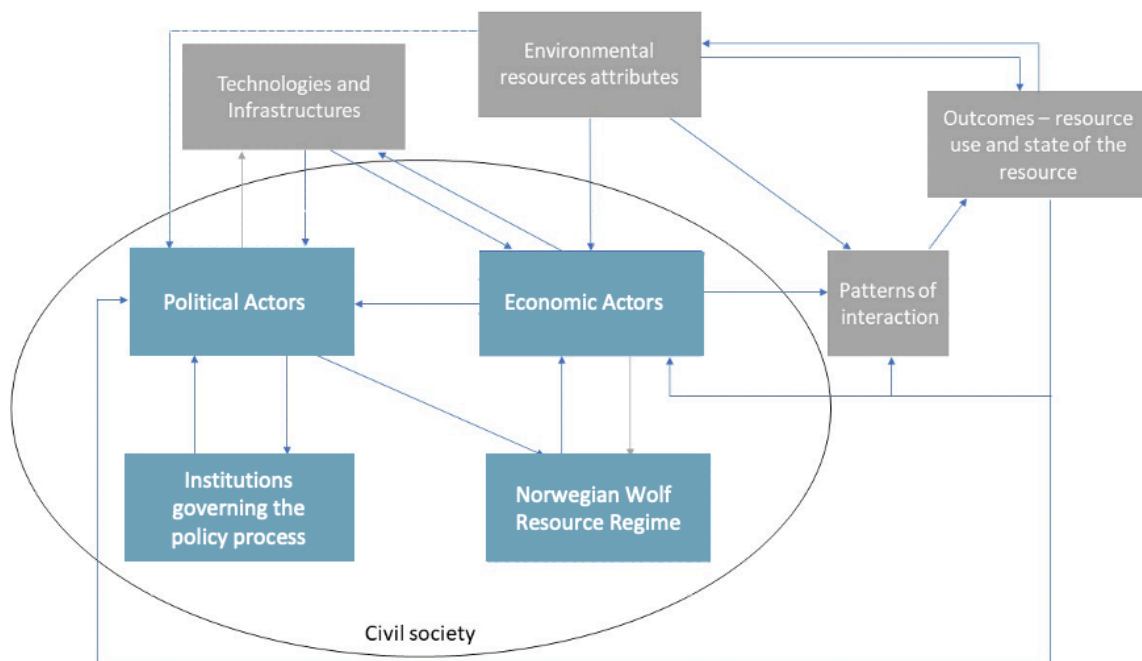 Environmental
resources attributes
Technologies and
Infrastructures
Outcomes – resource
use and state of the
resource
Political Actors
Economic Actors
Patterns of
interaction
Institutions
governing the
policy process
Norwegian Wolf
Resource Regime
Civil society